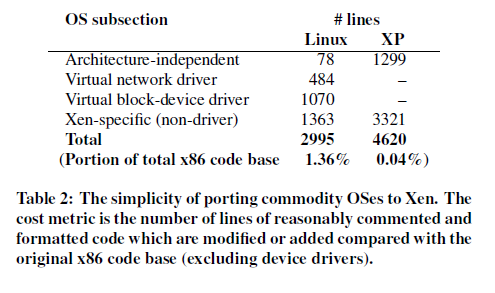 OS subsection # lines
Linux XP
Architecture-independent 78 1299
Virtual network driver 484 –
Virtual block-device driver 1070 –
Xen-specific (non-driver) 1363 3321
Total 2995 4620
(Portion of total x86 code base 1.36% 0.04%)
Table 2: The simplicity of porting commodity OSes to Xen. The
cost metric is the number of lines of reasonably commented and
formatted code which are modified or added compared with the
original x86 code base (excluding device drivers).